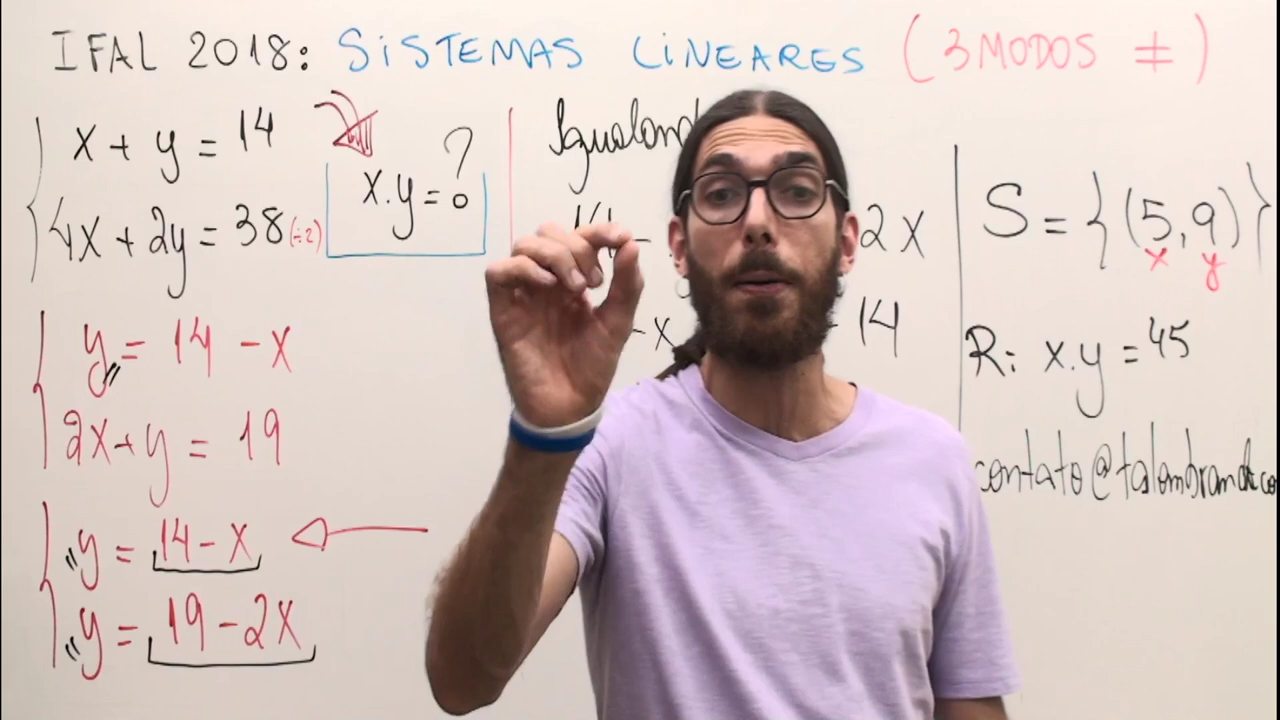 IFAL 2018: SISTEMAS LINEARES (3 MODOS ≠)
x + y = 14
4x + 2y = 38 (÷2)
x.y = ?
y = 14 - x
2x + y = 19
y = 14 - x
y = 19 - 2x
14 -
2x
-x
- 14
S = {(5,9)}
x y
R: x.y = 45